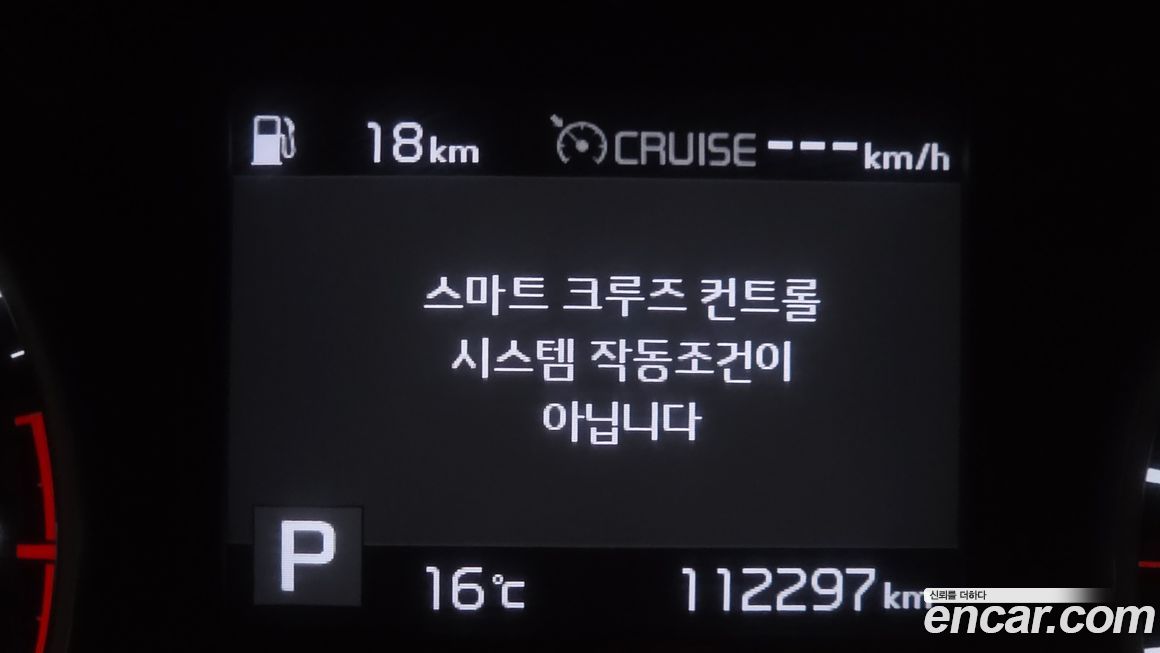 18km CRUISE ---km/h
스마트 크루즈 컨트롤
시스템 작동조건이
아닙니다
P
16℃ 112297km
신뢰를 더하다
encar.com